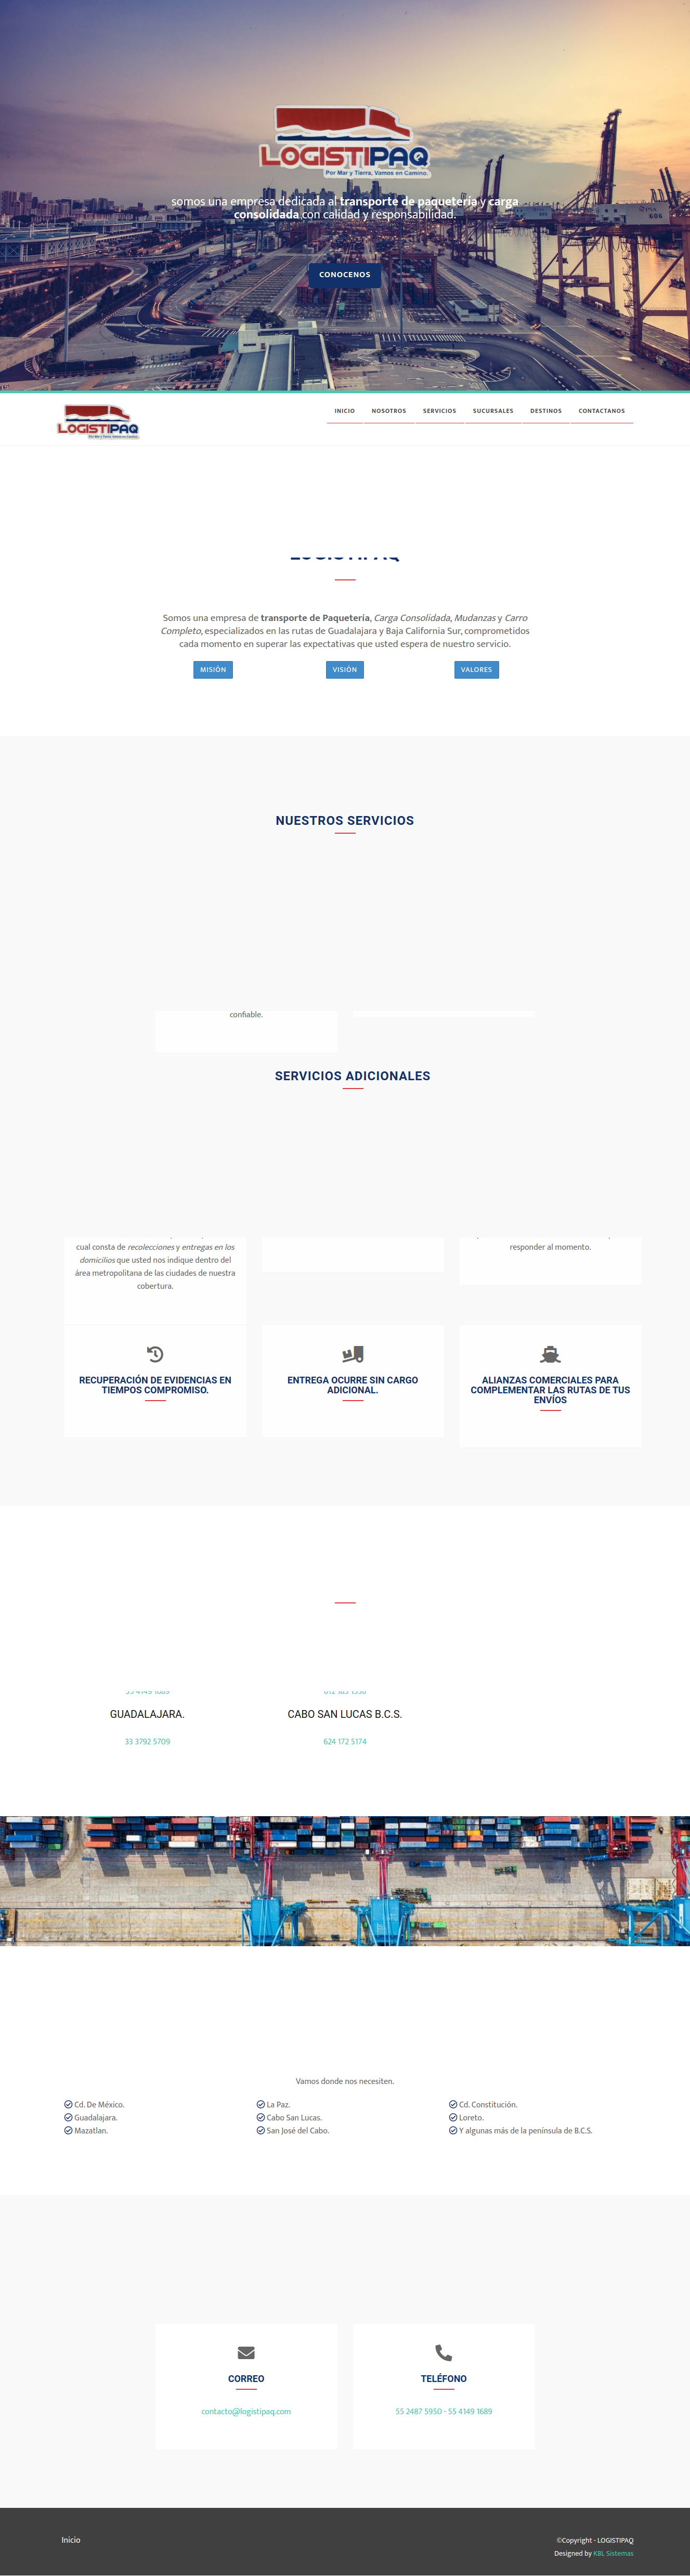 LOGISTIPAQ
Por Mar y Tierra, Vamos en Camino.
somos una empresa dedicada al transporte de paquetería y carga
consolidada con calidad y responsabilidad.
CONOCENOS
LOGISTIPAQ
Por Mar y Tierra, Vamos en Camino.
INICIO
NOSOTROS
SERVICIOS
SUCURSALES
DESTINOS
CONTACTANOS
LOGISTIPAQ
Somos una empresa de transporte de Paquetería, Carga Consolidada, Mudanzas y Carro
Completo, especializados en las rutas de Guadalajara y Baja California Sur, comprometidos
cada momento en superar las expectativas que usted espera de nuestro servicio.
MISIÓN
VISIÓN
VALORES
NUESTROS SERVICIOS
confiable.
SERVICIOS ADICIONALES
cual consta de recolecciones y entregas en los
domicilios que usted nos indique dentro del
área metropolitana de las ciudades de nuestra
cobertura.
responder al momento.
RECUPERACIÓN DE EVIDENCIAS EN
TIEMPOS COMPROMISO.
ENTREGA OCURRE SIN CARGO
ADICIONAL.
ALIANZAS COMERCIALES PARA
COMPLEMENTAR LAS RUTAS DE TUS
ENVÍOS
55 4149 1689
GUADALAJARA.
33 3792 5709
CABO SAN LUCAS B.C.S.
624 172 5174
Vamos donde nos necesiten.
Cd. De México.
Guadalajara.
Mazatlan.
La Paz.
Cabo San Lucas.
San José del Cabo.
Cd. Constitución.
Loreto.
Y algunas más de la península de B.C.S.
CORREO
contacto@logistipaq.com
TELÉFONO
55 2487 5950 - 55 4149 1689
Inicio
©Copyright - LOGISTIPAQ
Designed by KBL Sistemas